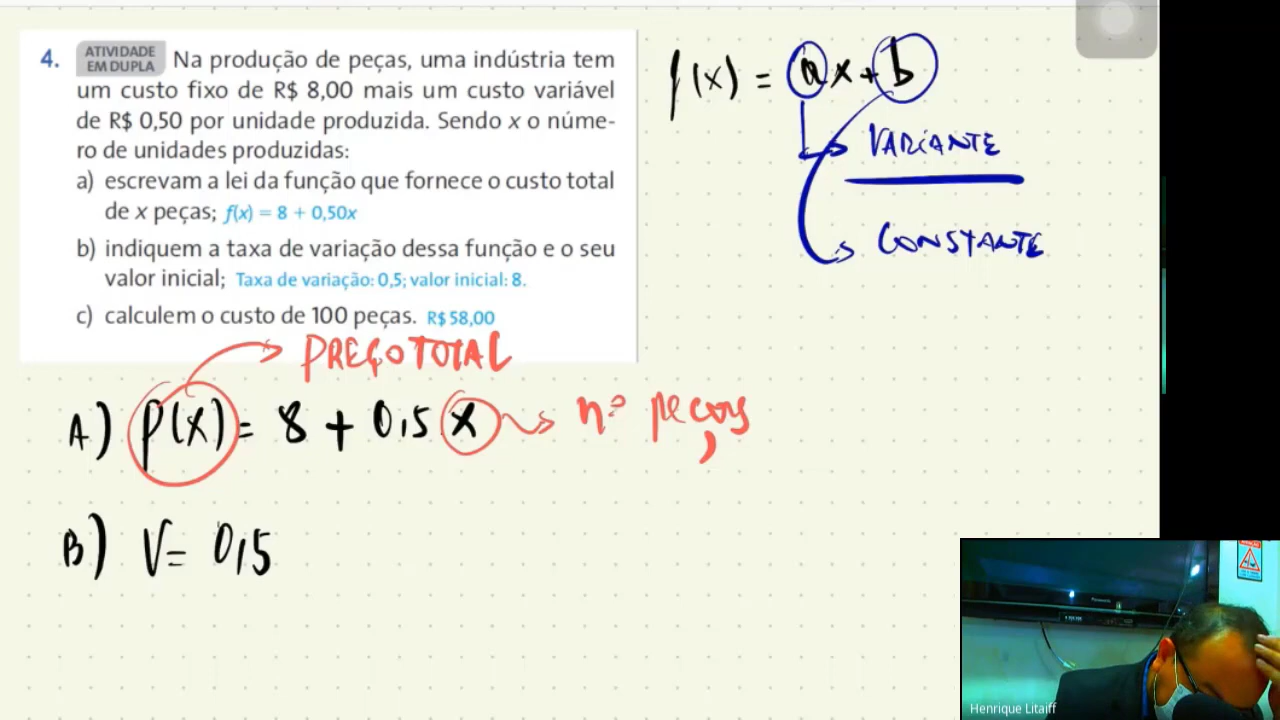 4. ATIVIDADE EM DUPLA Na produção de peças, uma indústria tem
um custo fixo de R$ 8,00 mais um custo variável
de R$ 0,50 por unidade produzida. Sendo x o núme-
ro de unidades produzidas:
a) escrevam a lei da função que fornece o custo total
de x peças; f(x) = 8 + 0,50x
b) indiquem a taxa de variação dessa função e o seu
valor inicial; Taxa de variação: 0,5; valor inicial: 8.
c) calculem o custo de 100 peças. R$ 58,00
f(x) = ax + b
VARIANTE
CONSTANTE
PREÇO TOTAL
A) P(x) = 8 + 0,5x
nº peças
B) V = 0,5
Henrique Litaiff